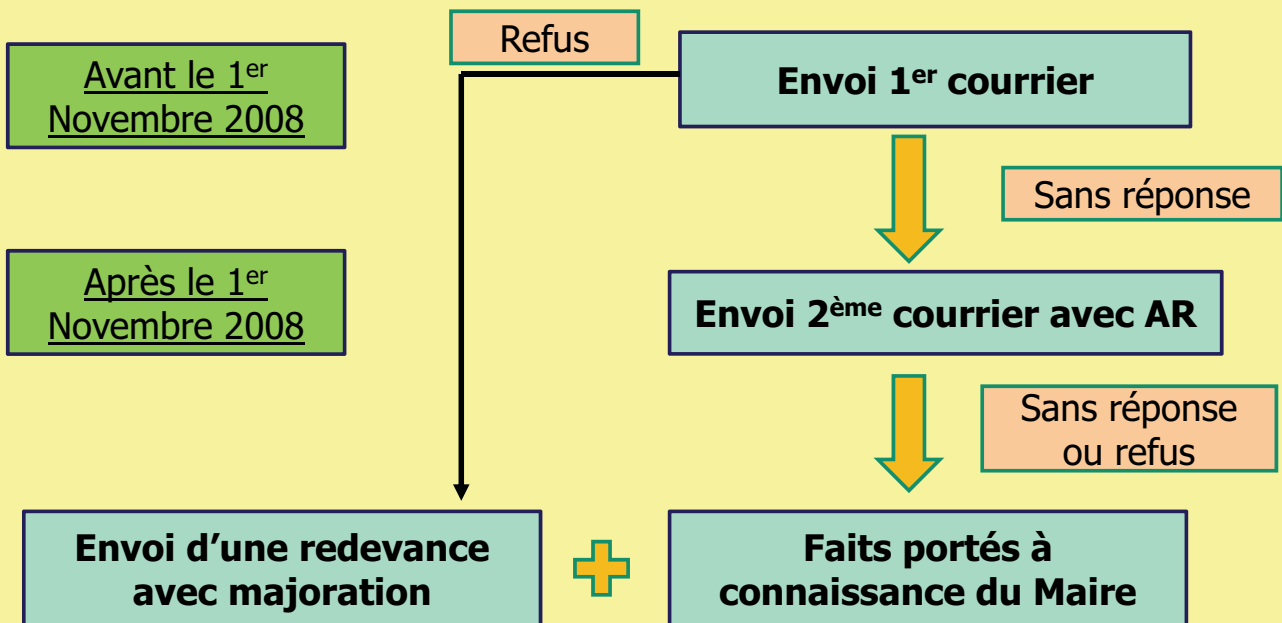 Refus
Avant le 1er
Novembre 2008
Envoi 1er courrier
Sans réponse
Après le 1er
Novembre 2008
Envoi 2ème courrier avec AR
Sans réponse
ou refus
Envoi d’une redevance
avec majoration
Faits portés à
connaissance du Maire